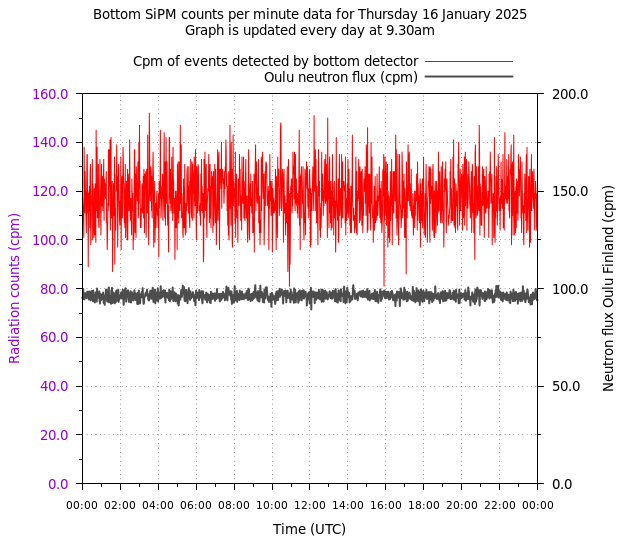 Bottom SiPM counts per minute data for Thursday 16 January 2025
Graph is updated every day at 9.30am
Cpm of events detected by bottom detector
Oulu neutron flux (cpm)
160.0
140.0
120.0
100.0
80.0
60.0
40.0
20.0
0.0
Radiation counts (cpm)
200.0
150.0
100.0
50.0
0.0
Neutron flux Oulu Finland (cpm)
00:00 02:00 04:00 06:00 08:00 10:00 12:00 14:00 16:00 18:00 20:00 22:00 00:00
Time (UTC)